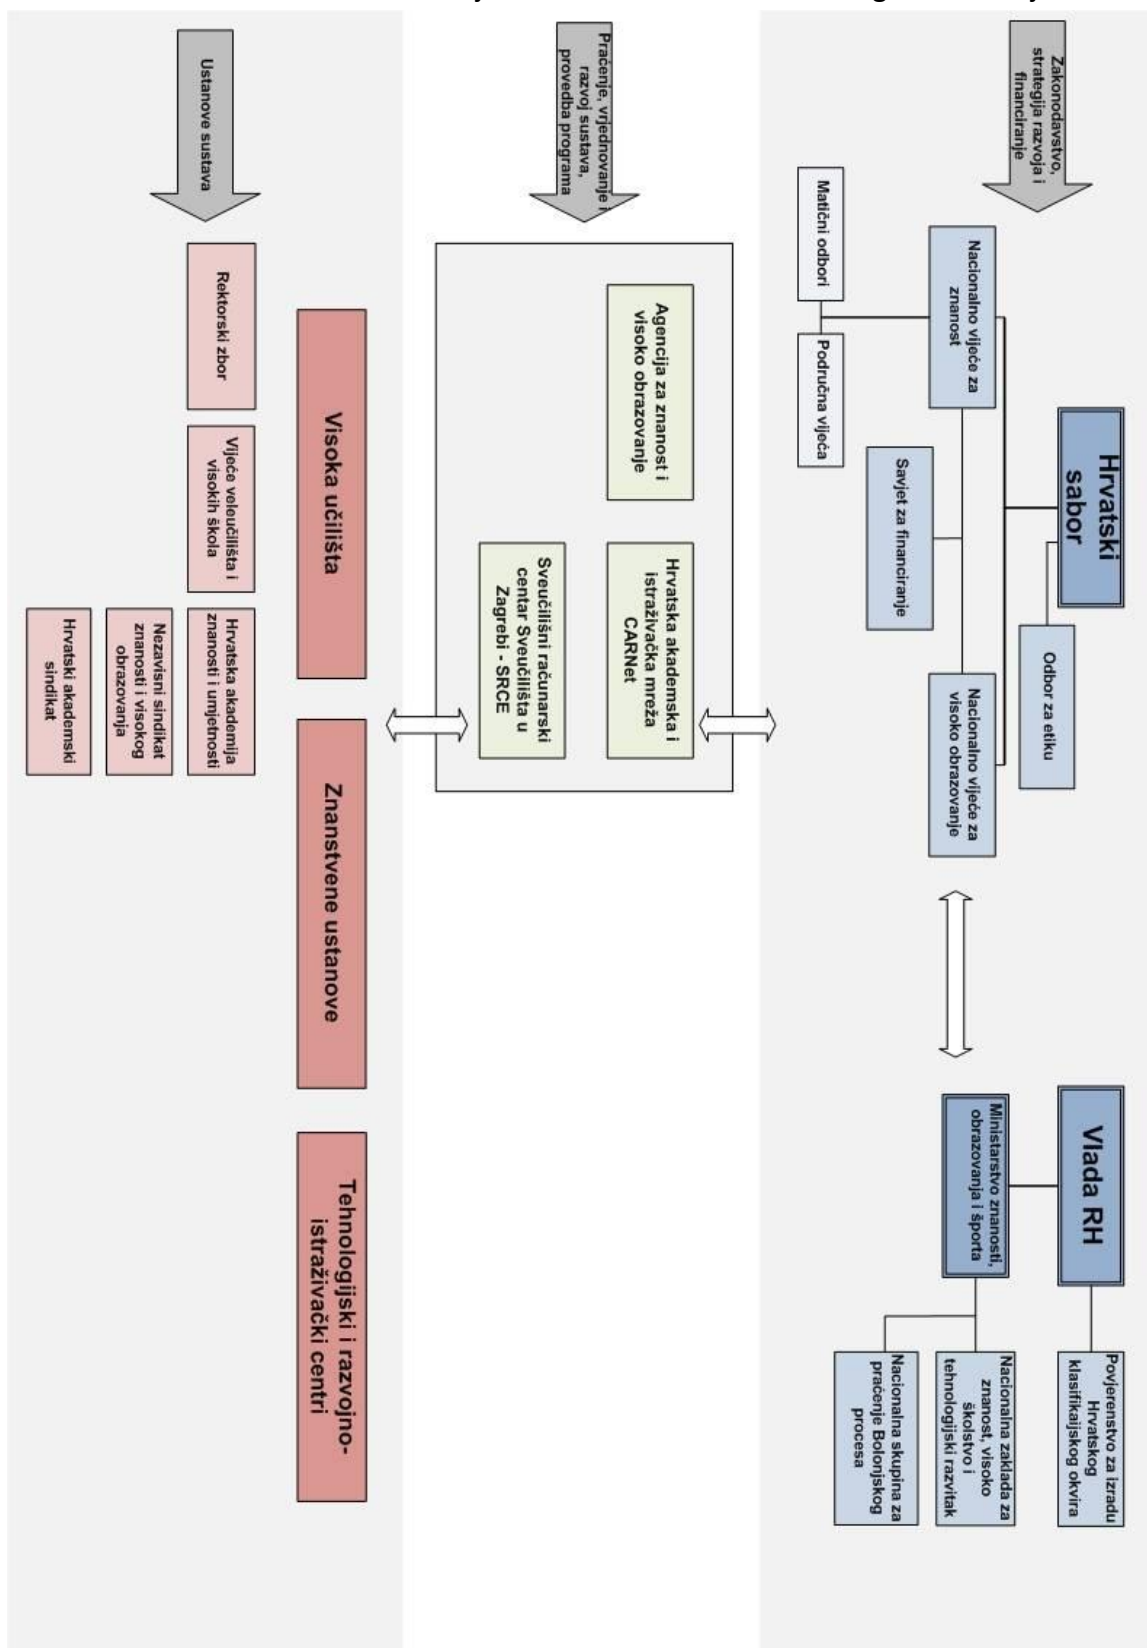 Zakonodavstvo,
strategija razvoja i
financiranje
Hrvatski
sabor
Vlada RH
Odbor za etiku
Povjerenstvo za izradu
Hrvatskog
klasifikaijskog okvira
Nacionalno vijeće za
znanost
Nacionalno vijeće za
visoko obrazovanje
Ministarstvo znanosti,
obrazovanja i športa
Savjet za financiranje
Nacionalna zaklada za
znanost, visoko
školstvo i
tehnologijski razvitak
Matični odbori
Područna vijeća
Nacionalna skupina za
praćenje Bolonjskog
procesa
Praćenje, vrjednovanje i
razvoj sustava,
provedba programa
Agencija za znanost i
visoko obrazovanje
Hrvatska akademska i
istraživačka mreža
CARNet
Sveučilišni računarski
centar Sveučilišta u
Zagrebi - SRCE
Ustanove sustava
Visoka učilišta
Znanstvene ustanove
Tehnologijski i razvojno-
istraživački centri
Rektorski zbor
Vijeće veleučilišta i
visokih škola
Hrvatska akademija
znanosti i umjetnosti
Nezavisni sindikat
znanosti i visokog
obrazovanja
Hrvatski akademski
sindikat